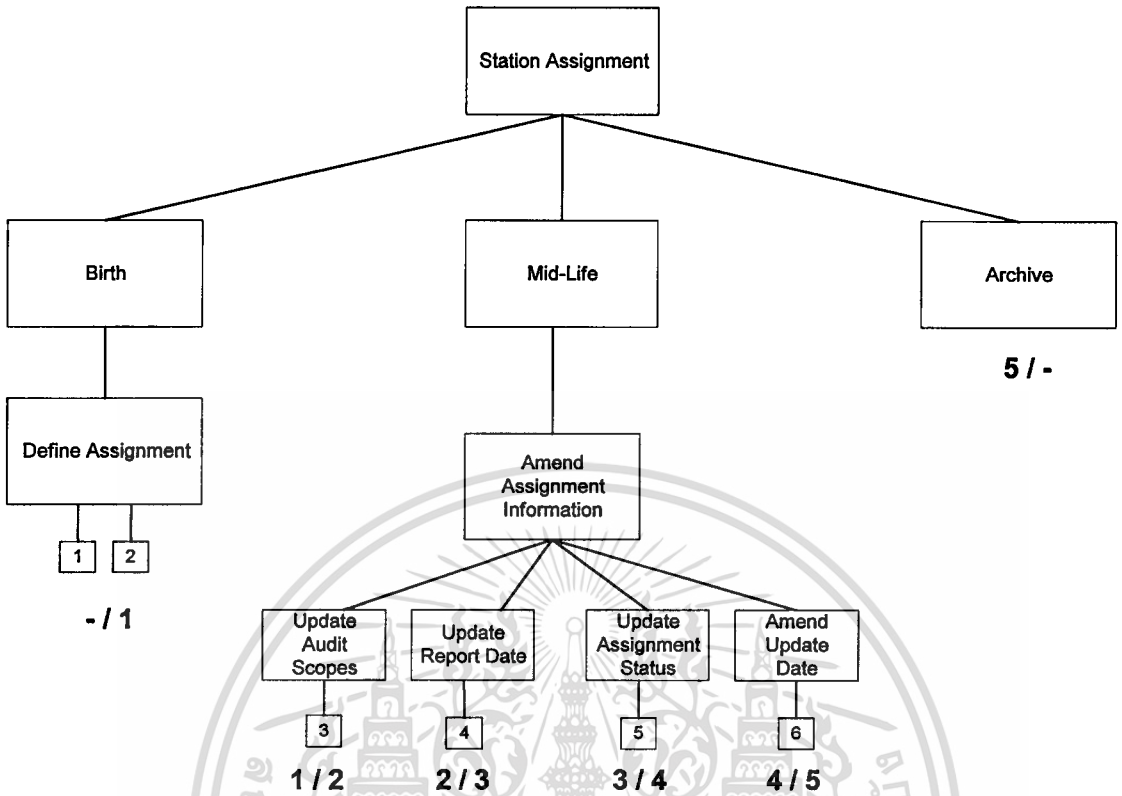 Station Assignment
Birth
Mid-Life
Archive
5 / -
Define Assignment
1 2
- / 1
Amend
Assignment
Information
Update
Audit
Scopes
Update
Report Date
Update
Assignment
Status
Amend
Update
Date
3 4 5 6
1 / 2 2 / 3 3 / 4 4 / 5